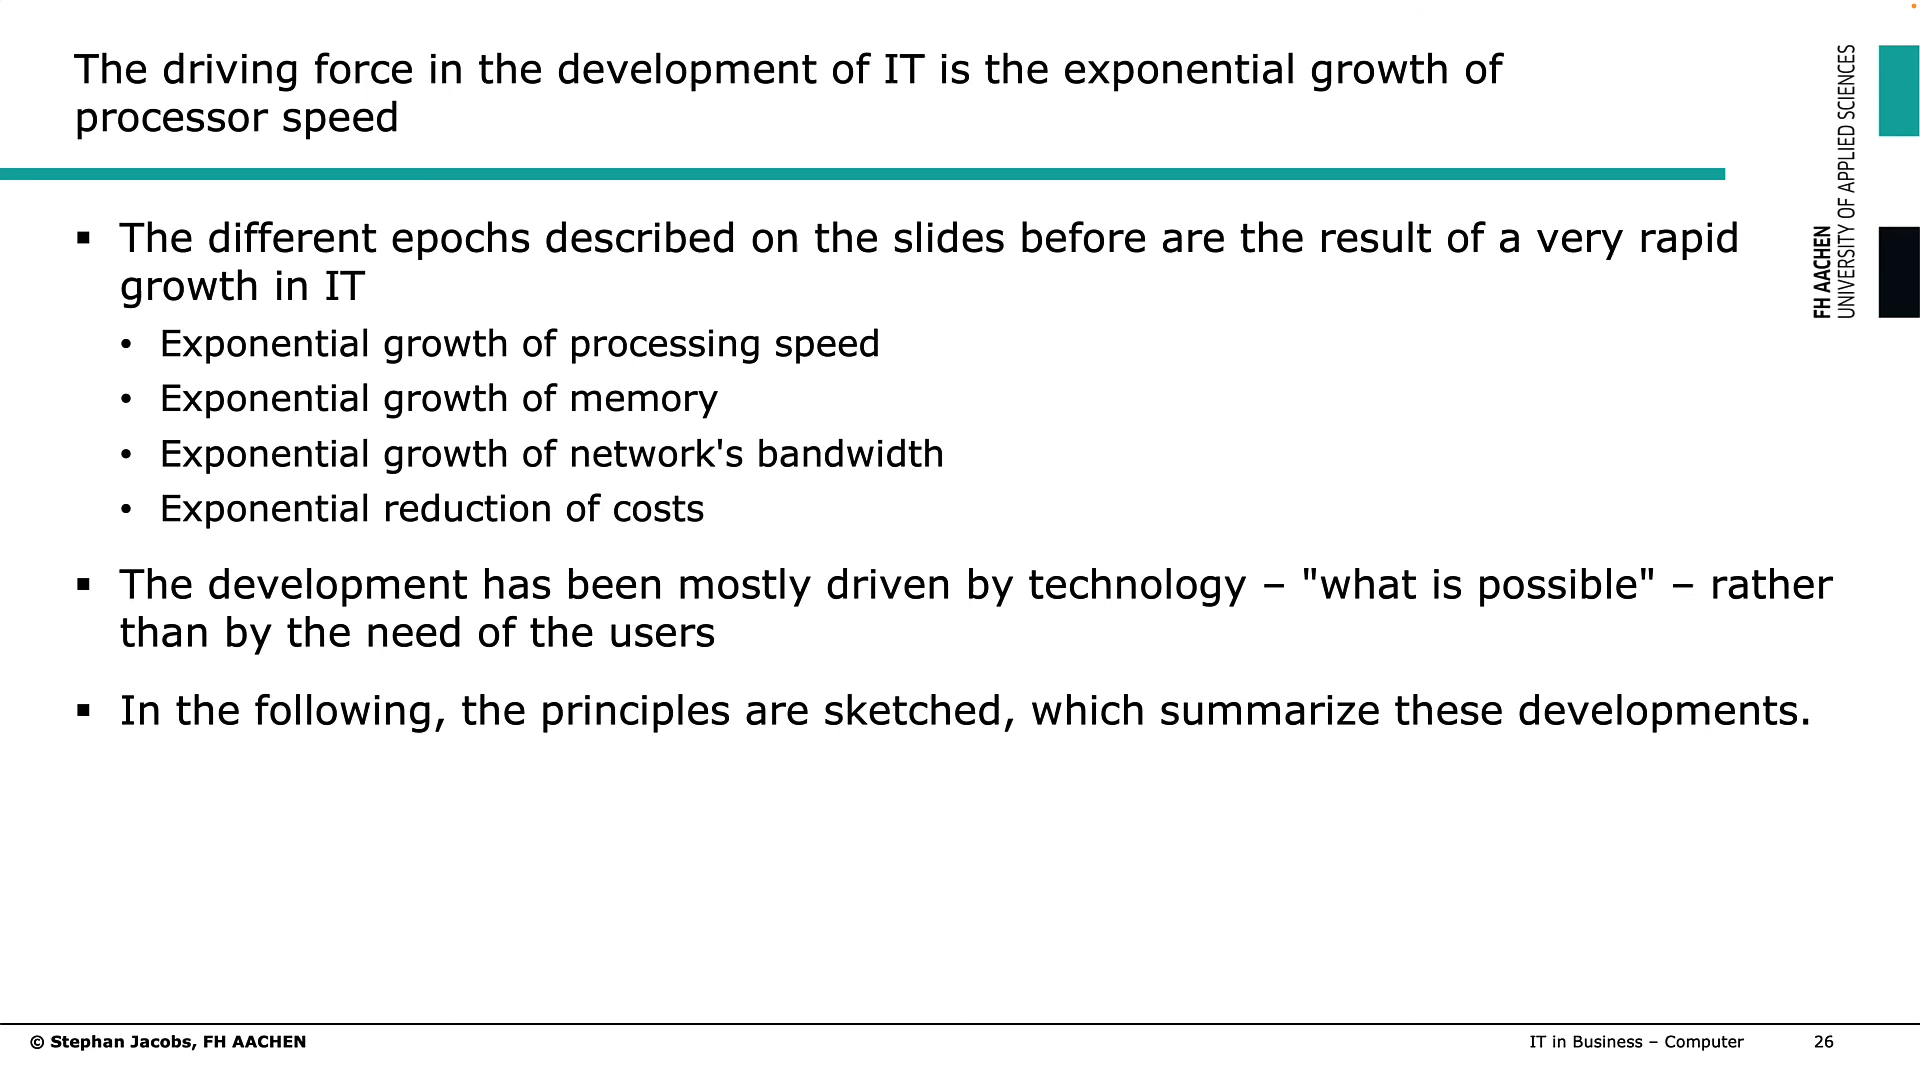 The driving force in the development of IT is the exponential growth of
processor speed
FH AACHEN
UNIVERSITY OF APPLIED SCIENCES
▪ The different epochs described on the slides before are the result of a very rapid
growth in IT
• Exponential growth of processing speed
• Exponential growth of memory
• Exponential growth of network's bandwidth
• Exponential reduction of costs
▪ The development has been mostly driven by technology – "what is possible" – rather
than by the need of the users
▪ In the following, the principles are sketched, which summarize these developments.
© Stephan Jacobs, FH AACHEN
IT in Business – Computer
26